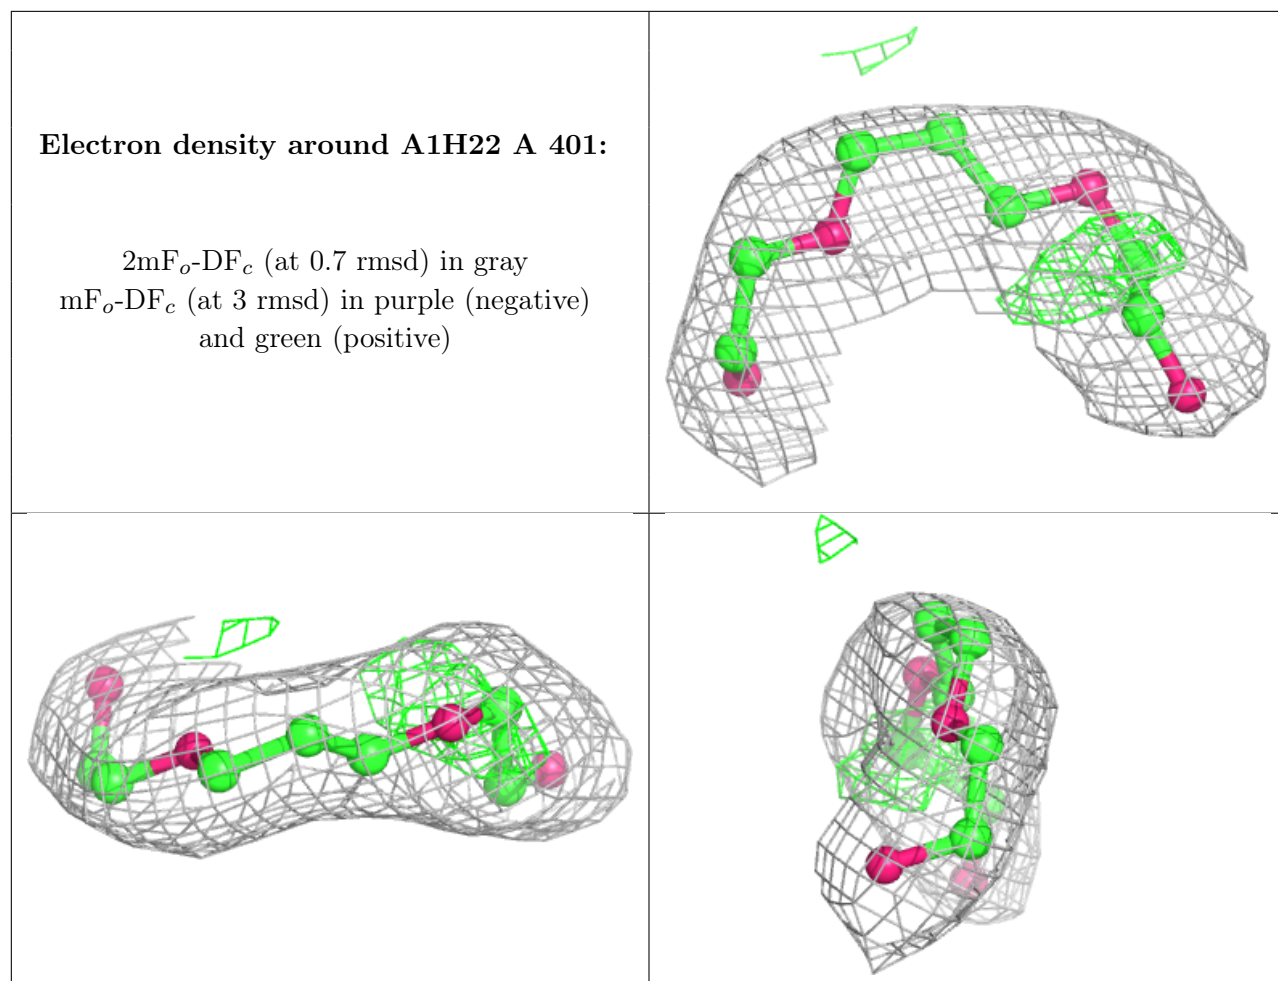 Electron density around A1H22 A 401:
2mFo-DFc (at 0.7 rmsd) in gray
mFo-DFc (at 3 rmsd) in purple (negative)
and green (positive)